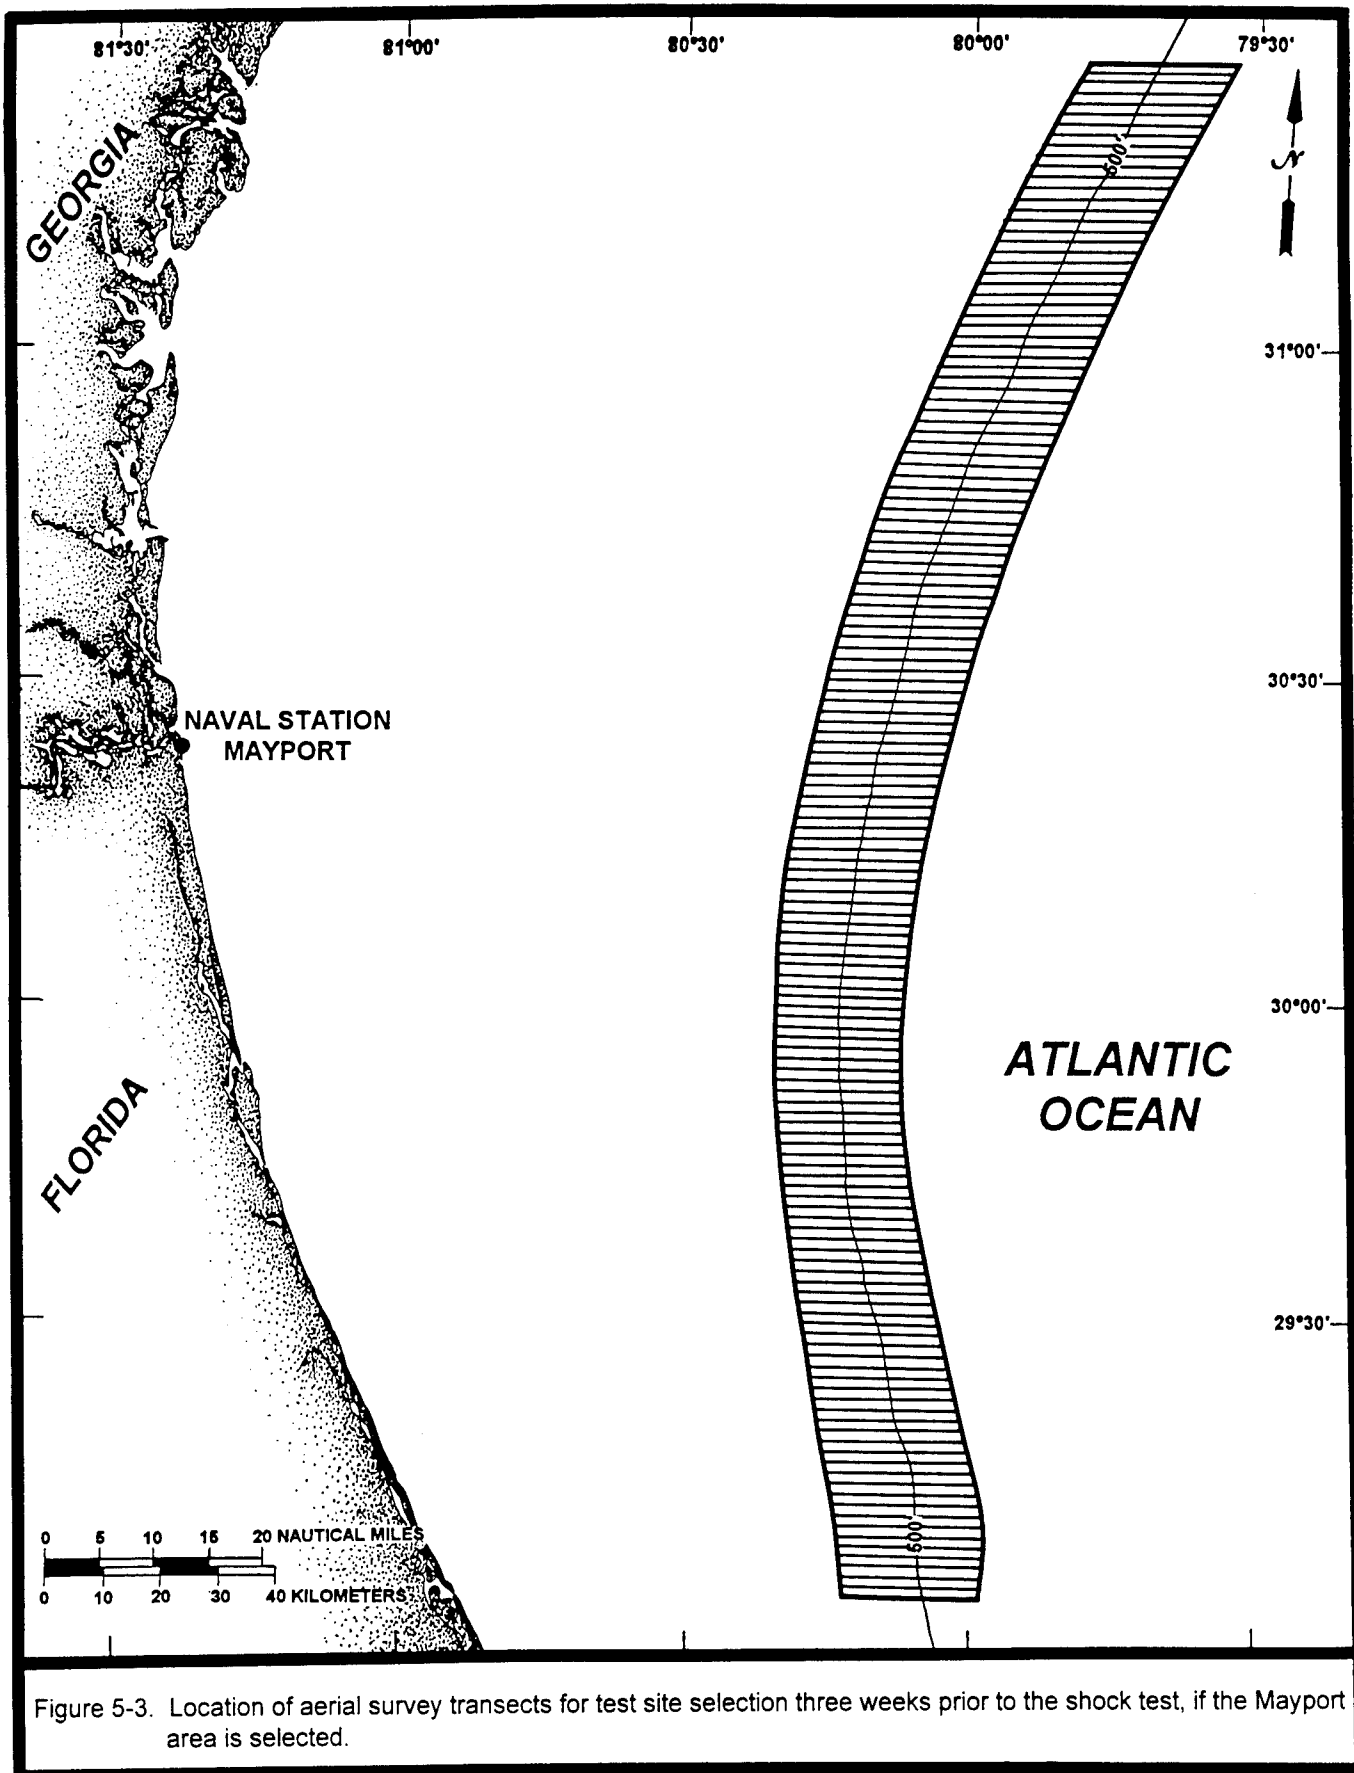 81°30' 81°00' 80°30' 80°00' 79°30'
500'
N
GEORGIA
31°00'
30°30'
NAVAL STATION
MAYPORT
30°00'
ATLANTIC
OCEAN
FLORIDA
29°30'
500'
0 5 10 15 20 NAUTICAL MILES
0 10 20 30 40 KILOMETERS
Figure 5-3. Location of aerial survey transects for test site selection three weeks prior to the shock test, if the Mayport
area is selected.